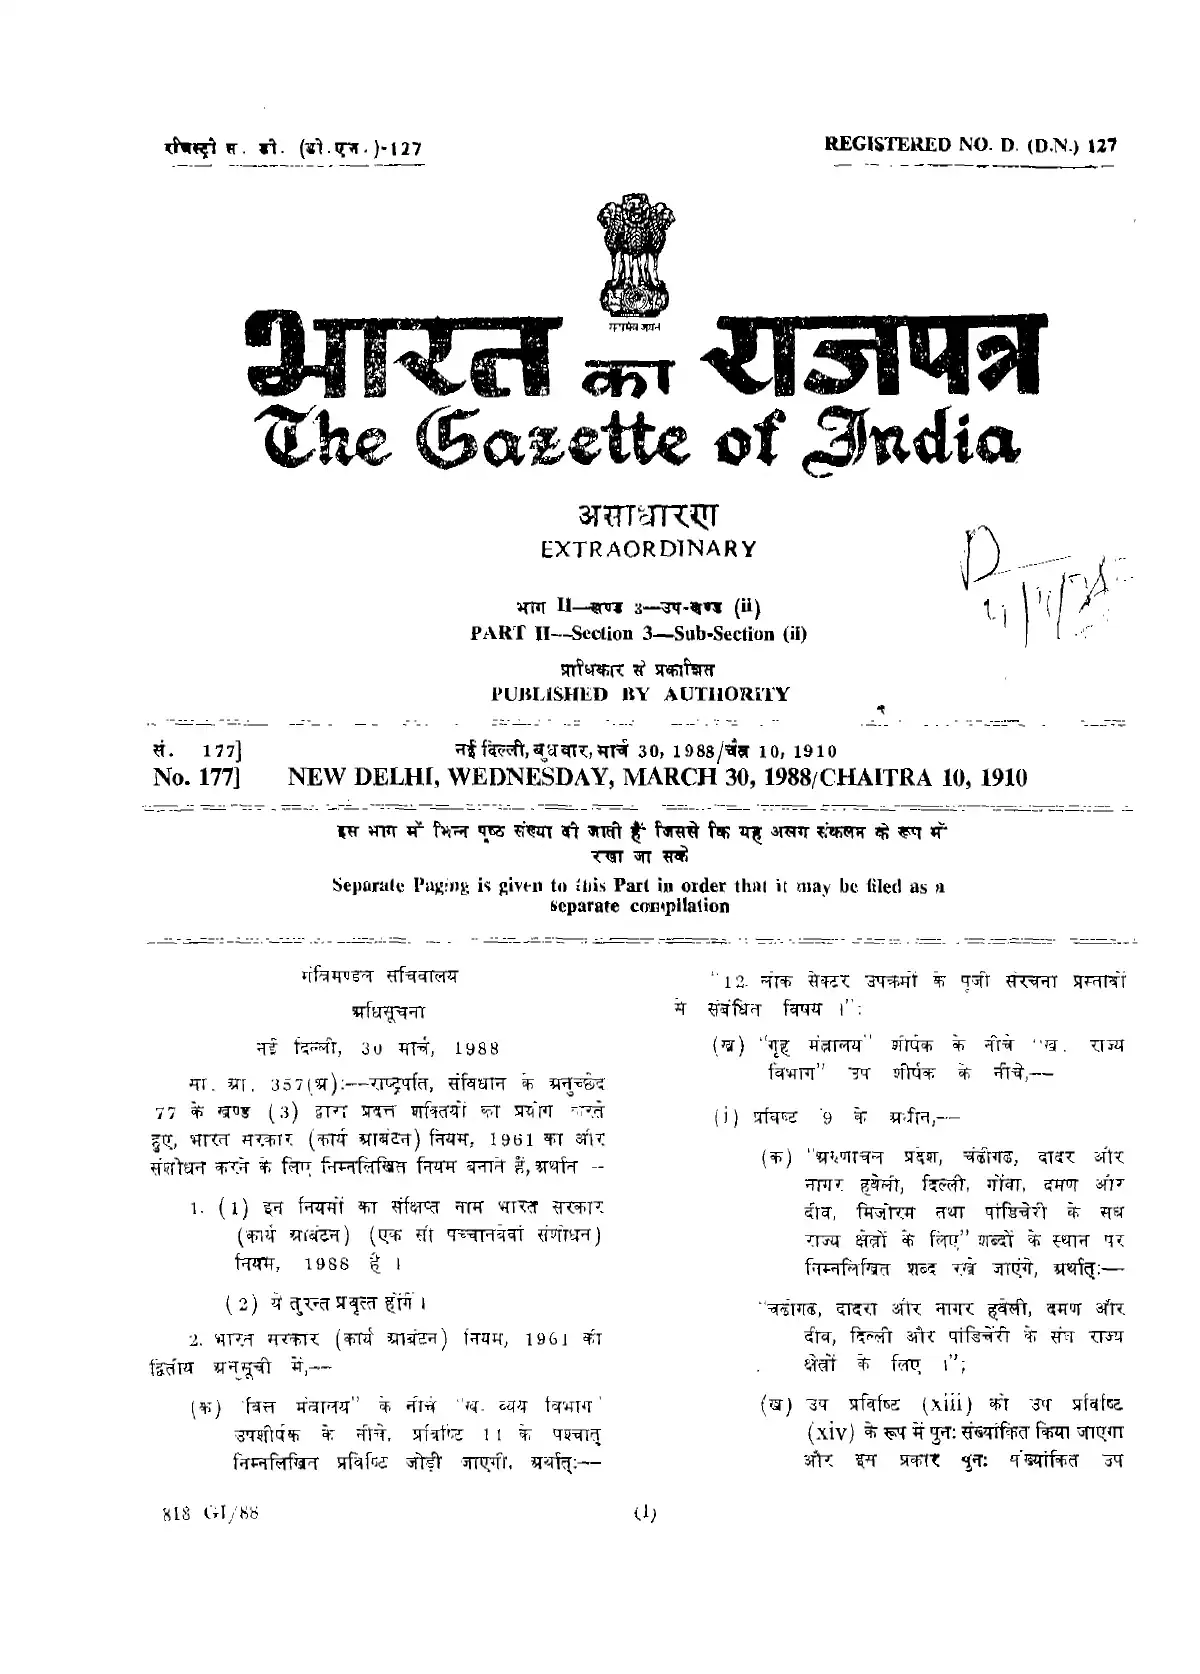 रजिस्ट्री सं. डी. (डी.एन.)-127
REGISTERED NO. D. (D.N.) 127
सत्यमेव जयते
भारत का राजपत्र
The Gazette of India
असाधारण
EXTRAORDINARY
भाग II—खण्ड 3—उप-खण्ड (ii)
PART II—Section 3—Sub-Section (ii)
प्राधिकार से प्रकाशित
PUBLISHED BY AUTHORITY
सं. 177]
नई दिल्ली, बुधवार, मार्च 30, 1988/चैत्र 10, 1910
No. 177]
NEW DELHI, WEDNESDAY, MARCH 30, 1988/CHAITRA 10, 1910
इस भाग में भिन्न पृष्ठ संख्या दी जाती है जिससे कि यह अलग संकलन के रूप में
रखा जा सके
Separate Paging is given to this Part in order that it may be filed as a
separate compilation
मंत्रिमण्डल सचिवालय
अधिसूचना
नई दिल्ली, 30 मार्च, 1988
का. आ. 357(अ):—राष्ट्रपति, संविधान के अनुच्छेद
77 के खण्ड (3) द्वारा प्रदत्त शक्तियों का प्रयोग करते
हुए, भारत सरकार (कार्य आबंटन) नियम, 1961 का और
संशोधन करने के लिए निम्नलिखित नियम बनाते हैं, अर्थात —
1. (1) इन नियमों का संक्षिप्त नाम भारत सरकार
(कार्य आबंटन) (एक सौ पच्चानवेवां संशोधन)
नियम, 1988 है ।
(2) ये तुरन्त प्रवृत्त होंगे ।
2. भारत सरकार (कार्य आबंटन) नियम, 1961 की
द्वितीय अनुसूची में,—
(क) "वित्त मंत्रालय" के नीचे "ख. व्यय विभाग"
उपशीर्षक के नीचे, प्रविष्टि 11 के पश्चात्
निम्नलिखित प्रविष्टि जोड़ी जाएगी, अर्थात्:—
"12. लोक सेक्टर उपक्रमों के पूंजी संरचना प्रस्तावों
से संबंधित विषय ।":
(ख) "गृह मंत्रालय" शीर्षक के नीचे "ख. राज्य
विभाग" उप शीर्षक के नीचे,—
(i) प्रविष्टि 9 के अधीन,—
(क) "अरुणाचल प्रदेश, चंडीगढ, दादर और
नागर हवेली, दिल्ली, गोवा, दमण और
दीव, मिजोरम तथा पांडिचेरी के संघ
राज्य क्षेत्रों के लिए" शब्दों के स्थान पर
निम्नलिखित शब्द रखे जाएंगे, अर्थात्:—
"चंडीगढ, दादरा और नागर हवेली, दमण और
दीव, दिल्ली और पांडिचेरी के संघ राज्य
क्षेत्रों के लिए ।";
(ख) उप प्रविष्टि (xiii) को उप प्रविष्टि
(xiv) के रूप में पुनः संख्यांकित किया जाएगा
और इस प्रकार पुनः संख्यांकित उप
818 GI/88
(1)